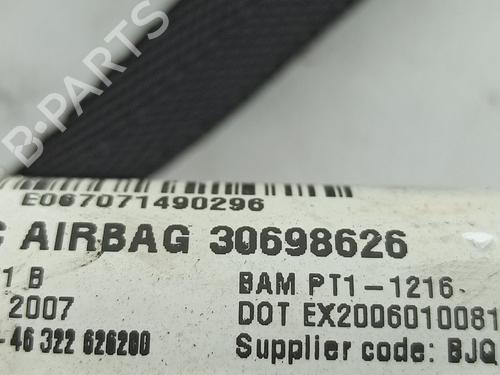 B-PARTS
E067071490296
C AIRBAG 30698626
1 B
BAM PT1-1216
2007
DOT EX2006010081
-46 322 626200
Supplier code: BJQ